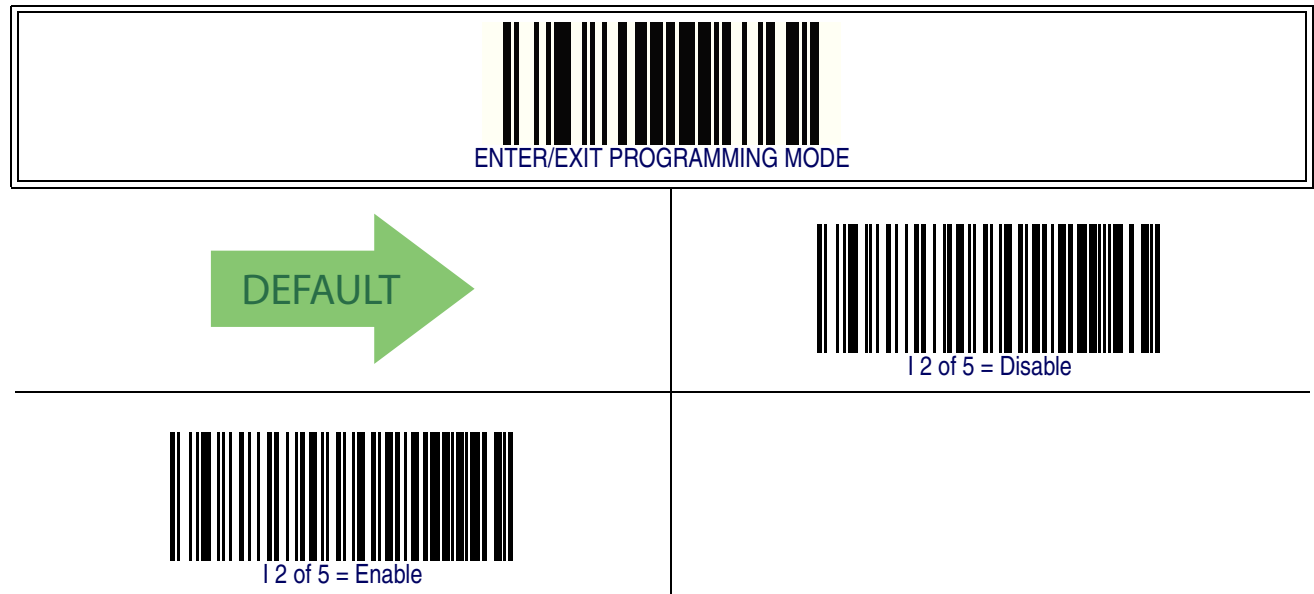 ENTER/EXIT PROGRAMMING MODE
DEFAULT
I 2 of 5 = Disable
I 2 of 5 = Enable